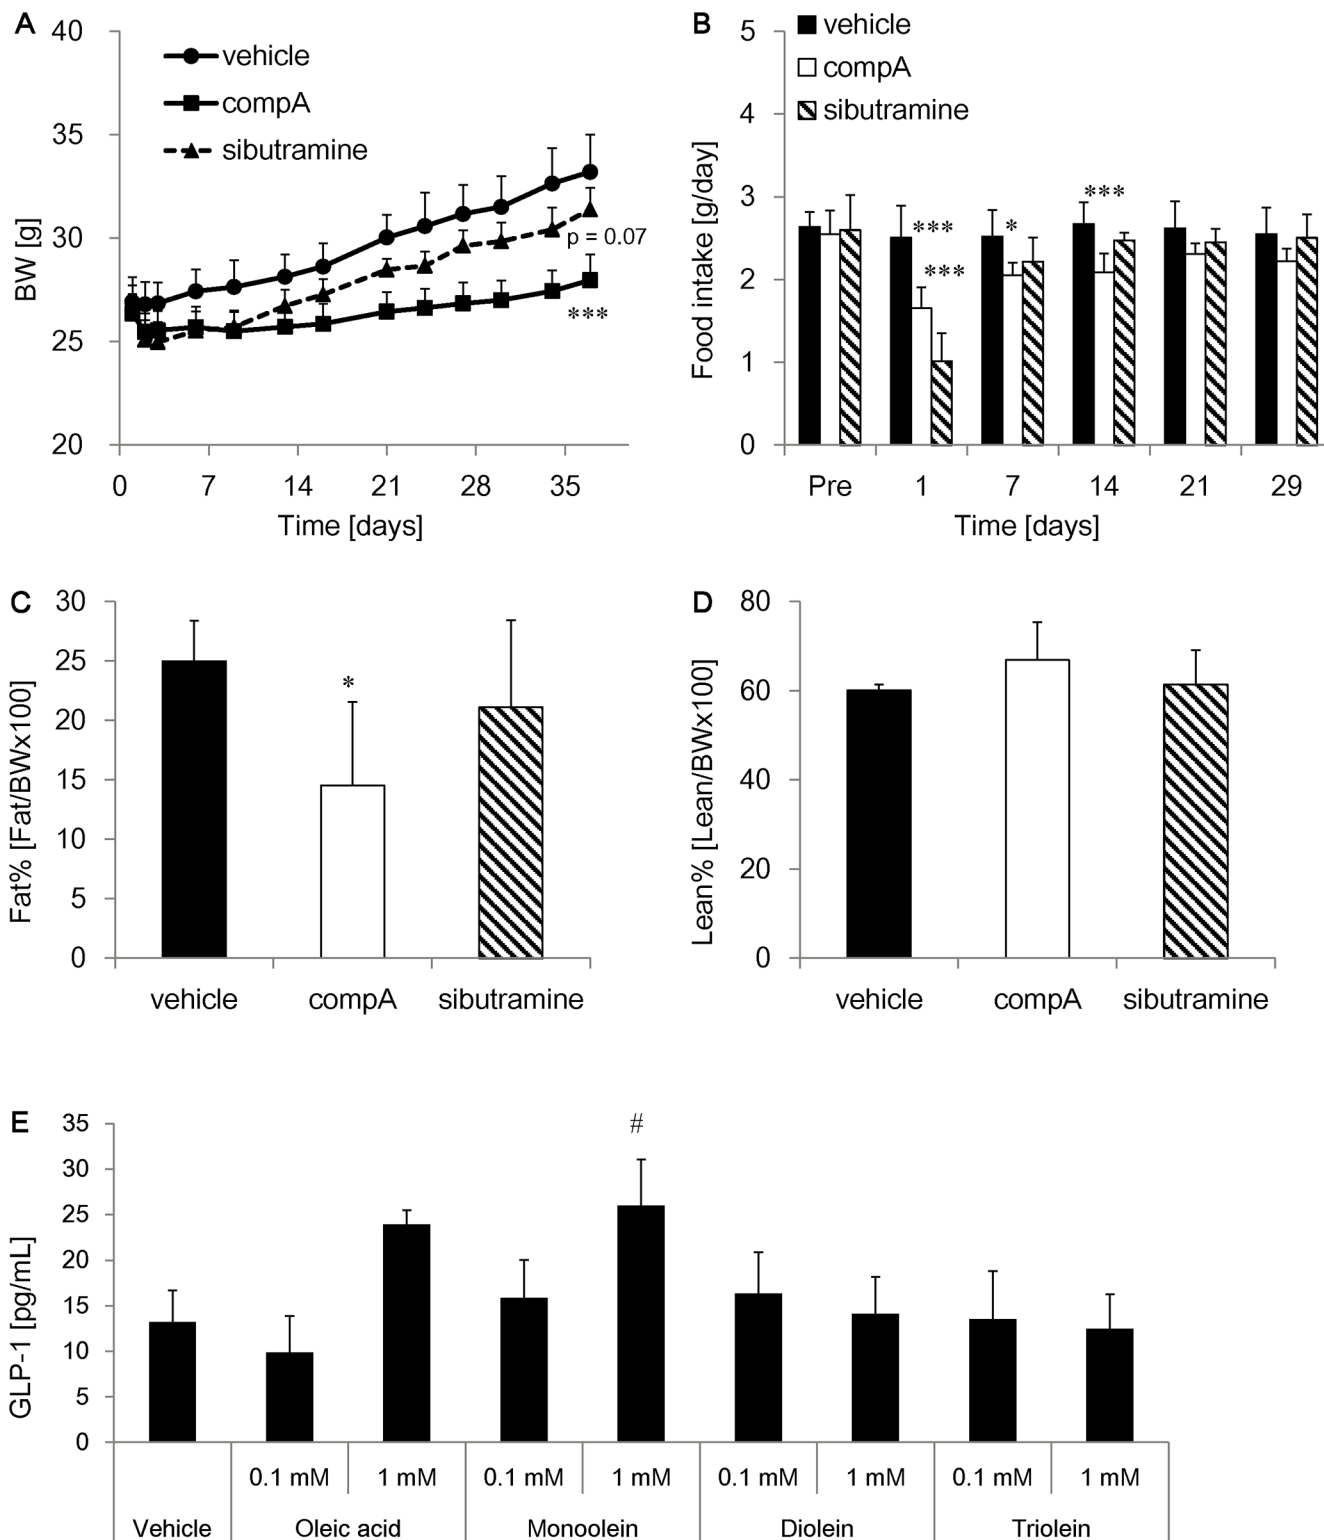 A
40
35
30
25
20
BW [g]
vehicle
compA
sibutramine
p = 0.07
***
0 7 14 21 28 35
Time [days]
B
5
4
3
2
1
0
Food intake [g/day]
vehicle
compA
sibutramine
***
***
*
***
Pre 1 7 14 21 29
Time [days]
C
30
25
20
15
10
5
0
Fat% [Fat/BWx100]
*
vehicle compA sibutramine
D
80
60
40
20
0
Lean% [Lean/BWx100]
vehicle compA sibutramine
E
35
30
25
20
15
10
5
0
GLP-1 [pg/mL]
#
0.1 mM 1 mM 0.1 mM 1 mM 0.1 mM 1 mM 0.1 mM 1 mM
Vehicle Oleic acid Monoolein Diolein Triolein